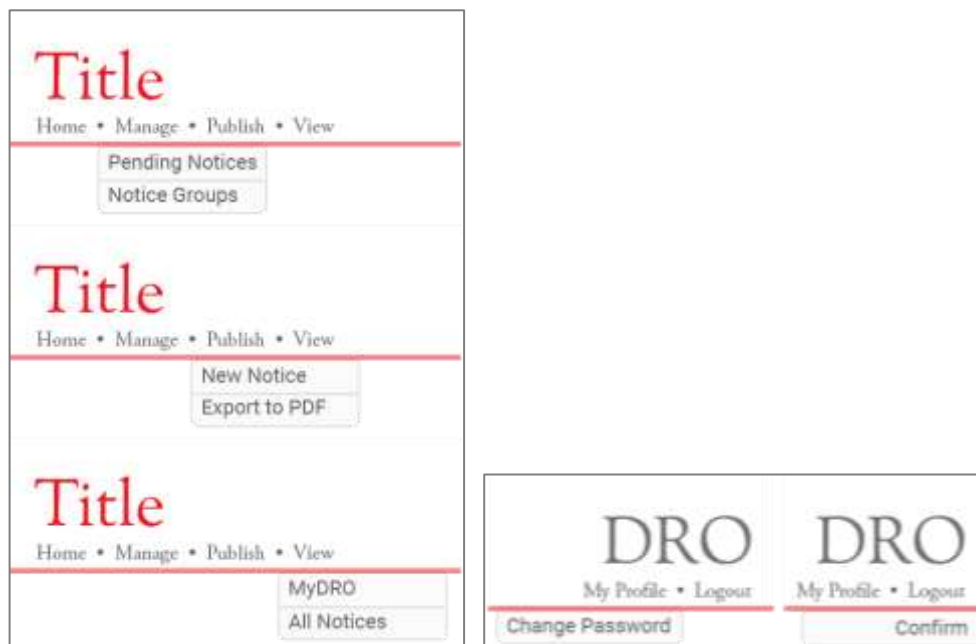 Title
Home • Manage • Publish • View
Pending Notices
Notice Groups
Title
Home • Manage • Publish • View
New Notice
Export to PDF
Title
Home • Manage • Publish • View
MyDRO
All Notices
DRO
My Profile • Logout
Change Password
DRO
My Profile • Logout
Confirm